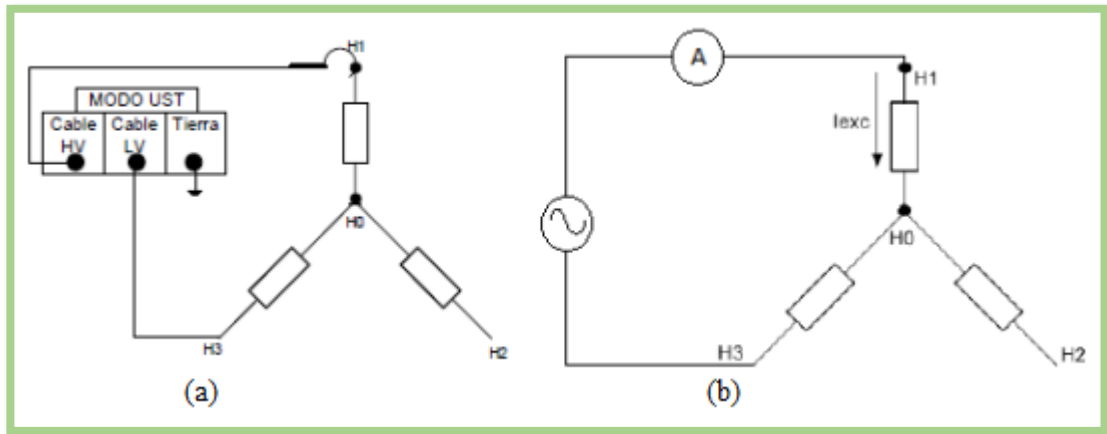 H1
MODO UST
Cable HV
Cable LV
Tierra
H0
H3
H2
(a)
A
H1
Iexc
H0
H3
H2
(b)